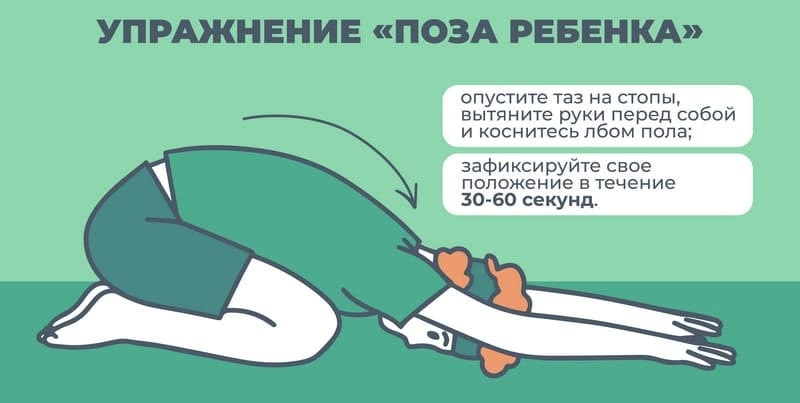 УПРАЖНЕНИЕ «ПОЗА РЕБЕНКА»
опустите таз на стопы,
вытяните руки перед собой
и коснитесь лбом пола;
зафиксируйте свое
положение в течение
30-60 секунд.